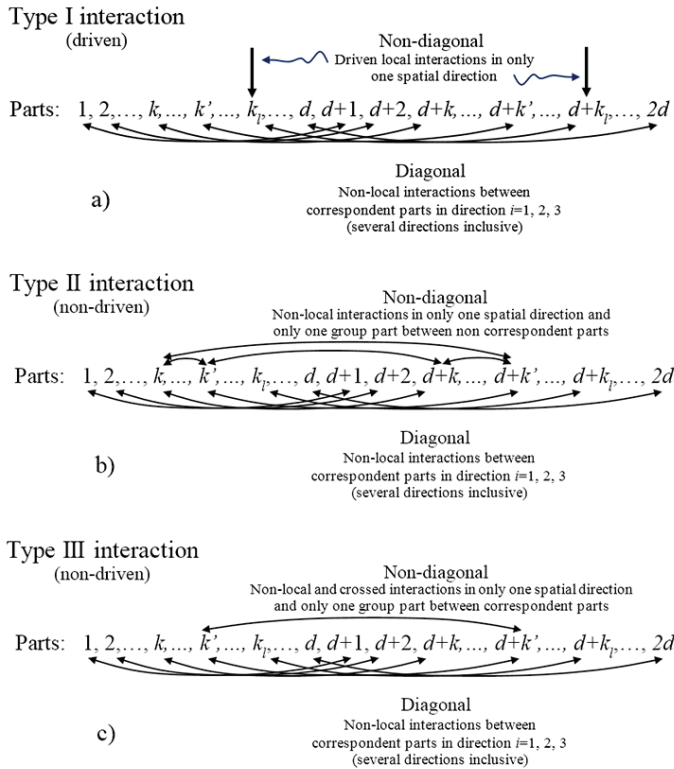 Type I interaction
(driven)
Non-diagonal
Driven local interactions in only
one spatial direction
Parts: 1, 2,..., k,..., k',..., k_l,..., d, d+1, d+2, d+k,..., d+k',..., d+k_l,..., 2d
Diagonal
Non-local interactions between
correspondent parts in direction i=1, 2, 3
(several directions inclusive)
a)
Type II interaction
(non-driven)
Non-diagonal
Non-local interactions in only one spatial direction and
only one group part between non correspondent parts
Parts: 1, 2,..., k,..., k',..., k_l,..., d, d+1, d+2, d+k,..., d+k',..., d+k_l,..., 2d
Diagonal
Non-local interactions between
correspondent parts in direction i=1, 2, 3
(several directions inclusive)
b)
Type III interaction
(non-driven)
Non-diagonal
Non-local and crossed interactions in only one spatial direction
and only one group part between correspondent parts
Parts: 1, 2,..., k,..., k',..., k_l,..., d, d+1, d+2, d+k,..., d+k',..., d+k_l,..., 2d
Diagonal
Non-local interactions between
correspondent parts in direction i=1, 2, 3
(several directions inclusive)
c)